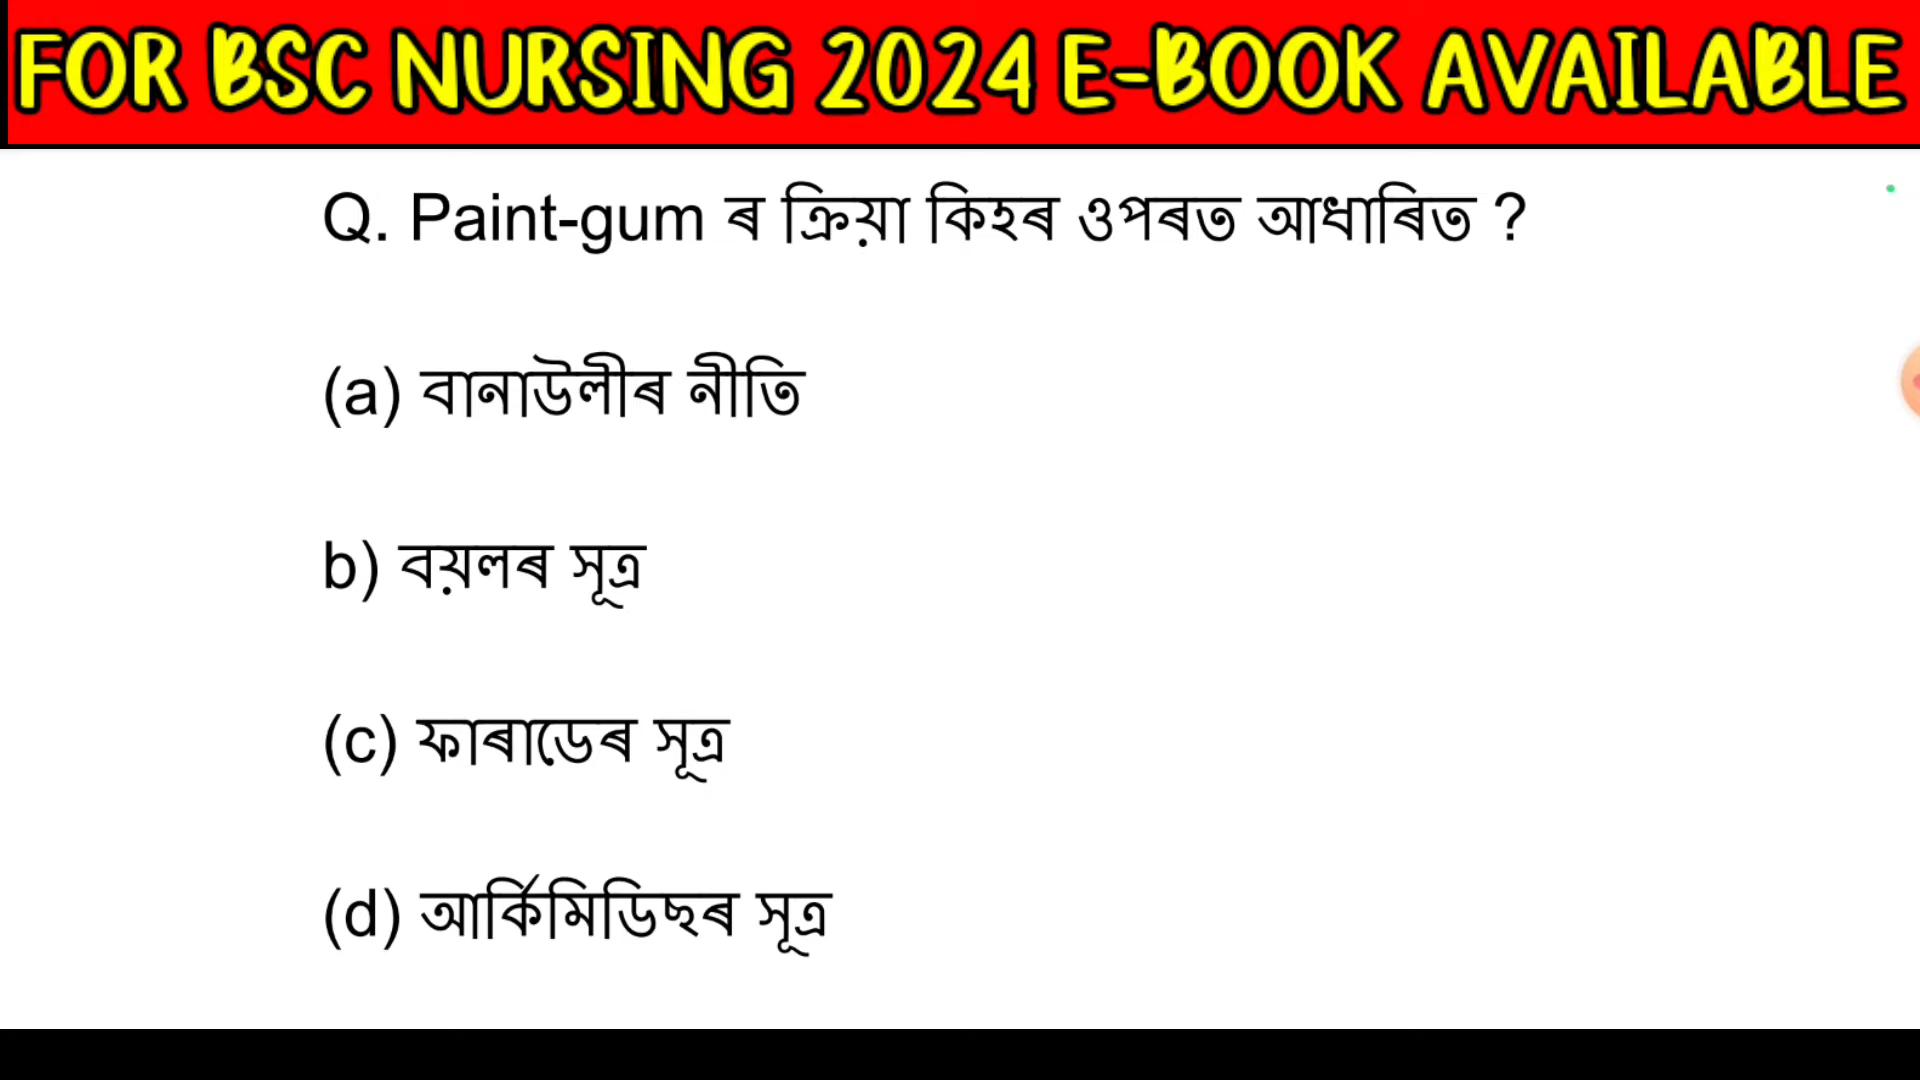 FOR BSC NURSING 2024 E-BOOK AVAILABLE
Q. Paint-gum ৰ ক্ৰিয়া কিহৰ ওপৰত আধাৰিত ?
(a) বানাউলীৰ নীতি
b) বয়লৰ সূত্ৰ
(c) ফাৰাডেৰ সূত্ৰ
(d) আৰ্কিমিডিছৰ সূত্ৰ